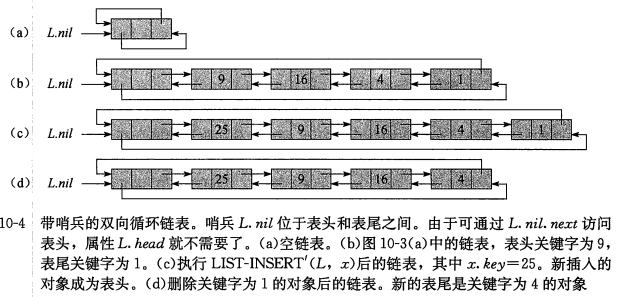 (a) L.nil
(b) L.nil 9 16 4 1
(c) L.nil 25 9 16 4 1
(d) L.nil 25 9 16 4
10-4 带哨兵的双向循环链表。哨兵 L.nil 位于表头和表尾之间。由于可通过 L.nil.next 访问
表头，属性 L.head 就不需要了。(a)空链表。(b)图 10-3(a)中的链表，表头关键字为 9，
表尾关键字为 1。(c)执行 LIST-INSERT′(L，x)后的链表，其中 x.key=25。新插入的
对象成为表头。(d)删除关键字为 1 的对象后的链表。新的表尾是关键字为 4 的对象